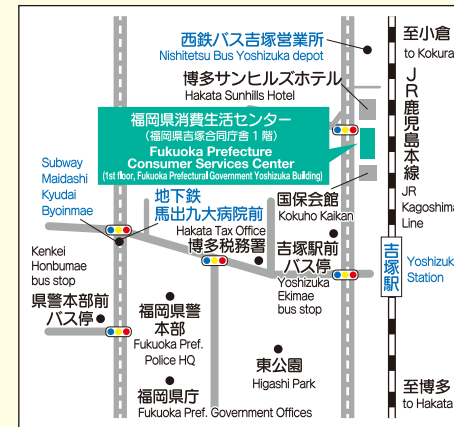 西鉄バス吉塚営業所
Nishitetsu Bus Yoshizuka depot
至小倉
to Kokura
博多サンヒルズホテル
Hakata Sunhills Hotel
JR鹿児島本線
JR
Kagoshima
Line
福岡県消費生活センター
(福岡県吉塚合同庁舎1階)
Fukuoka Prefecture
Consumer Services Center
(1st floor, Fukuoka Prefectural Government Yoshizuka Building)
Subway
Maidashi
Kyudai
Byoinmae
地下鉄
馬出九大病院前
国保会館
Kokuho Kaikan
Hakata Tax Office
博多税務署
吉塚駅前
バス停
Yoshizuka
Ekimae
bus stop
吉塚駅
Yoshizuk
Station
Kenkei
Honbumae
bus stop
県警本部前
バス停
福岡県警
本部
Fukuoka Pref.
Police HQ
東公園
Higashi Park
福岡県庁
Fukuoka Pref. Government Offices
至博多
to Hakata